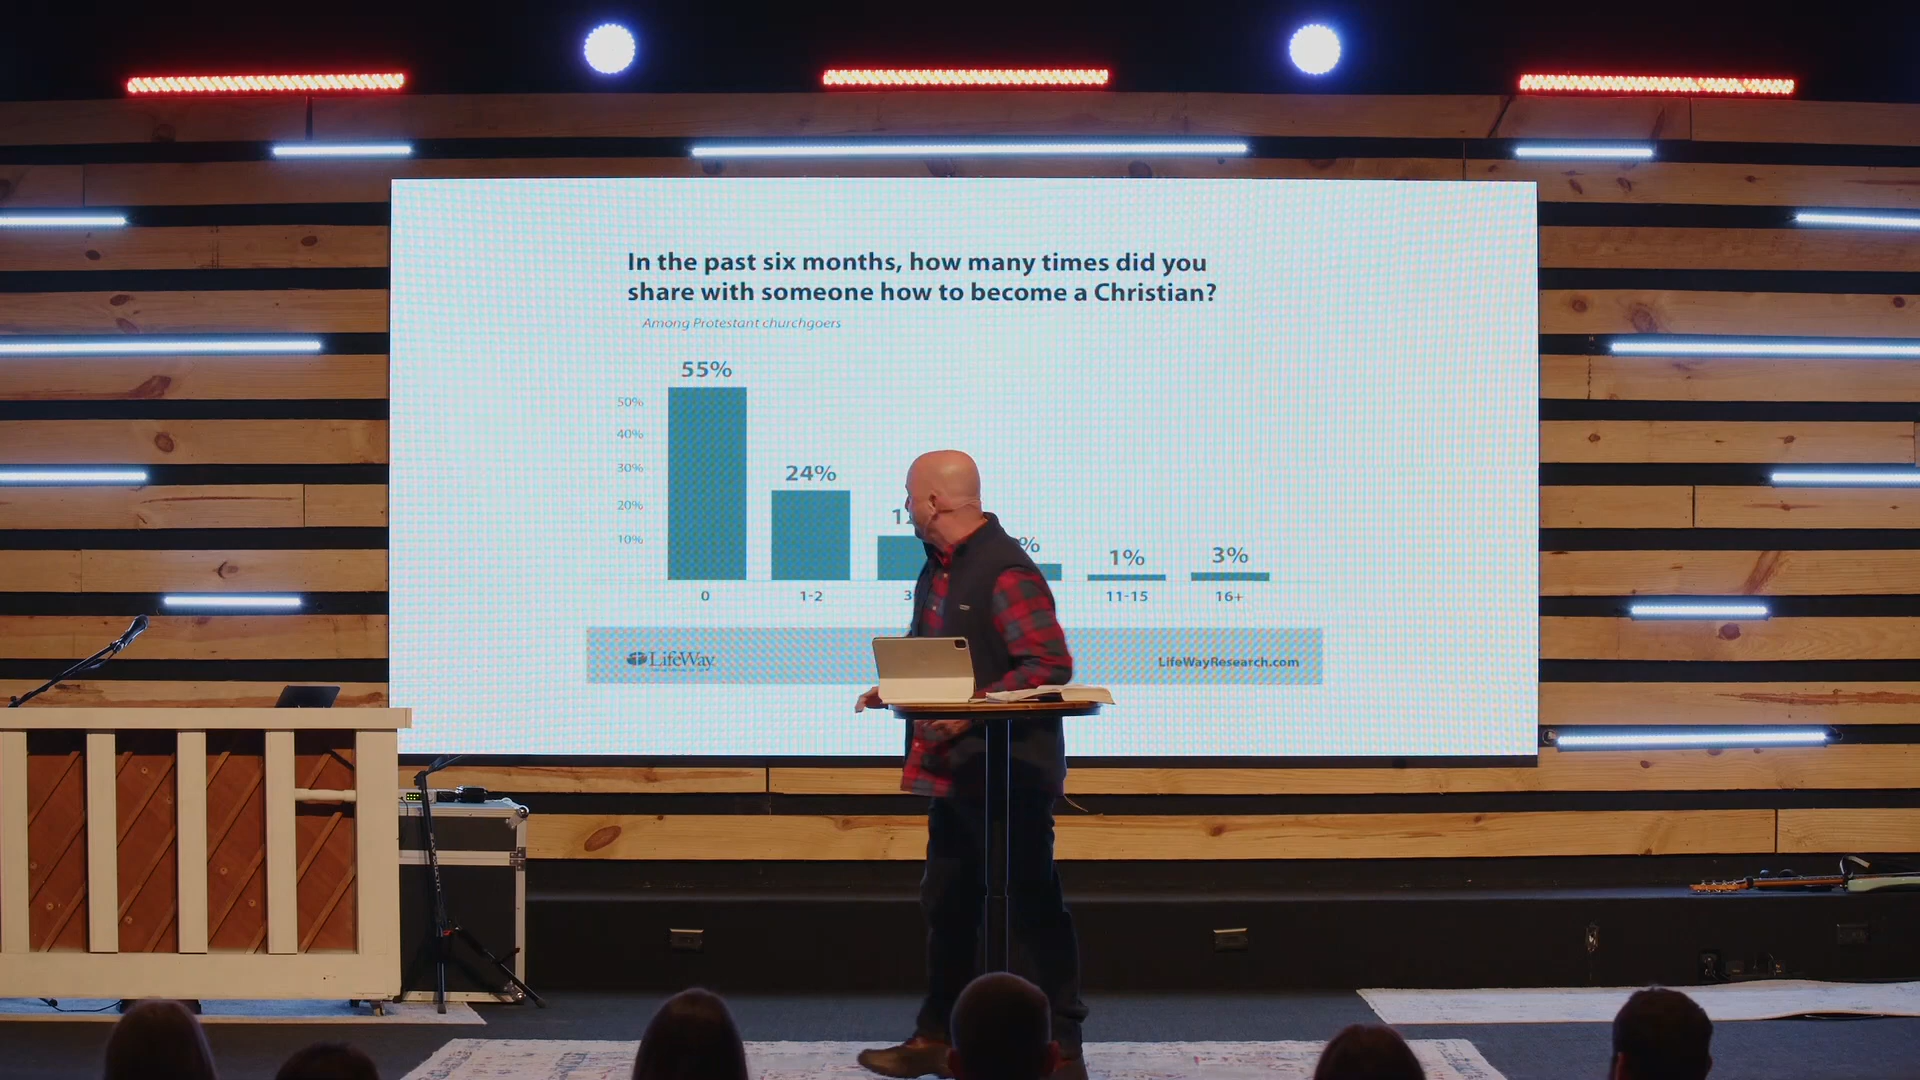 In the past six months, how many times did you
share with someone how to become a Christian?
Among Protestant churchgoers
55%
50%
40%
30%
24%
20%
10%
1%
3%
0
1-2
11-15
16+
LifeWay
LifeWayResearch.com